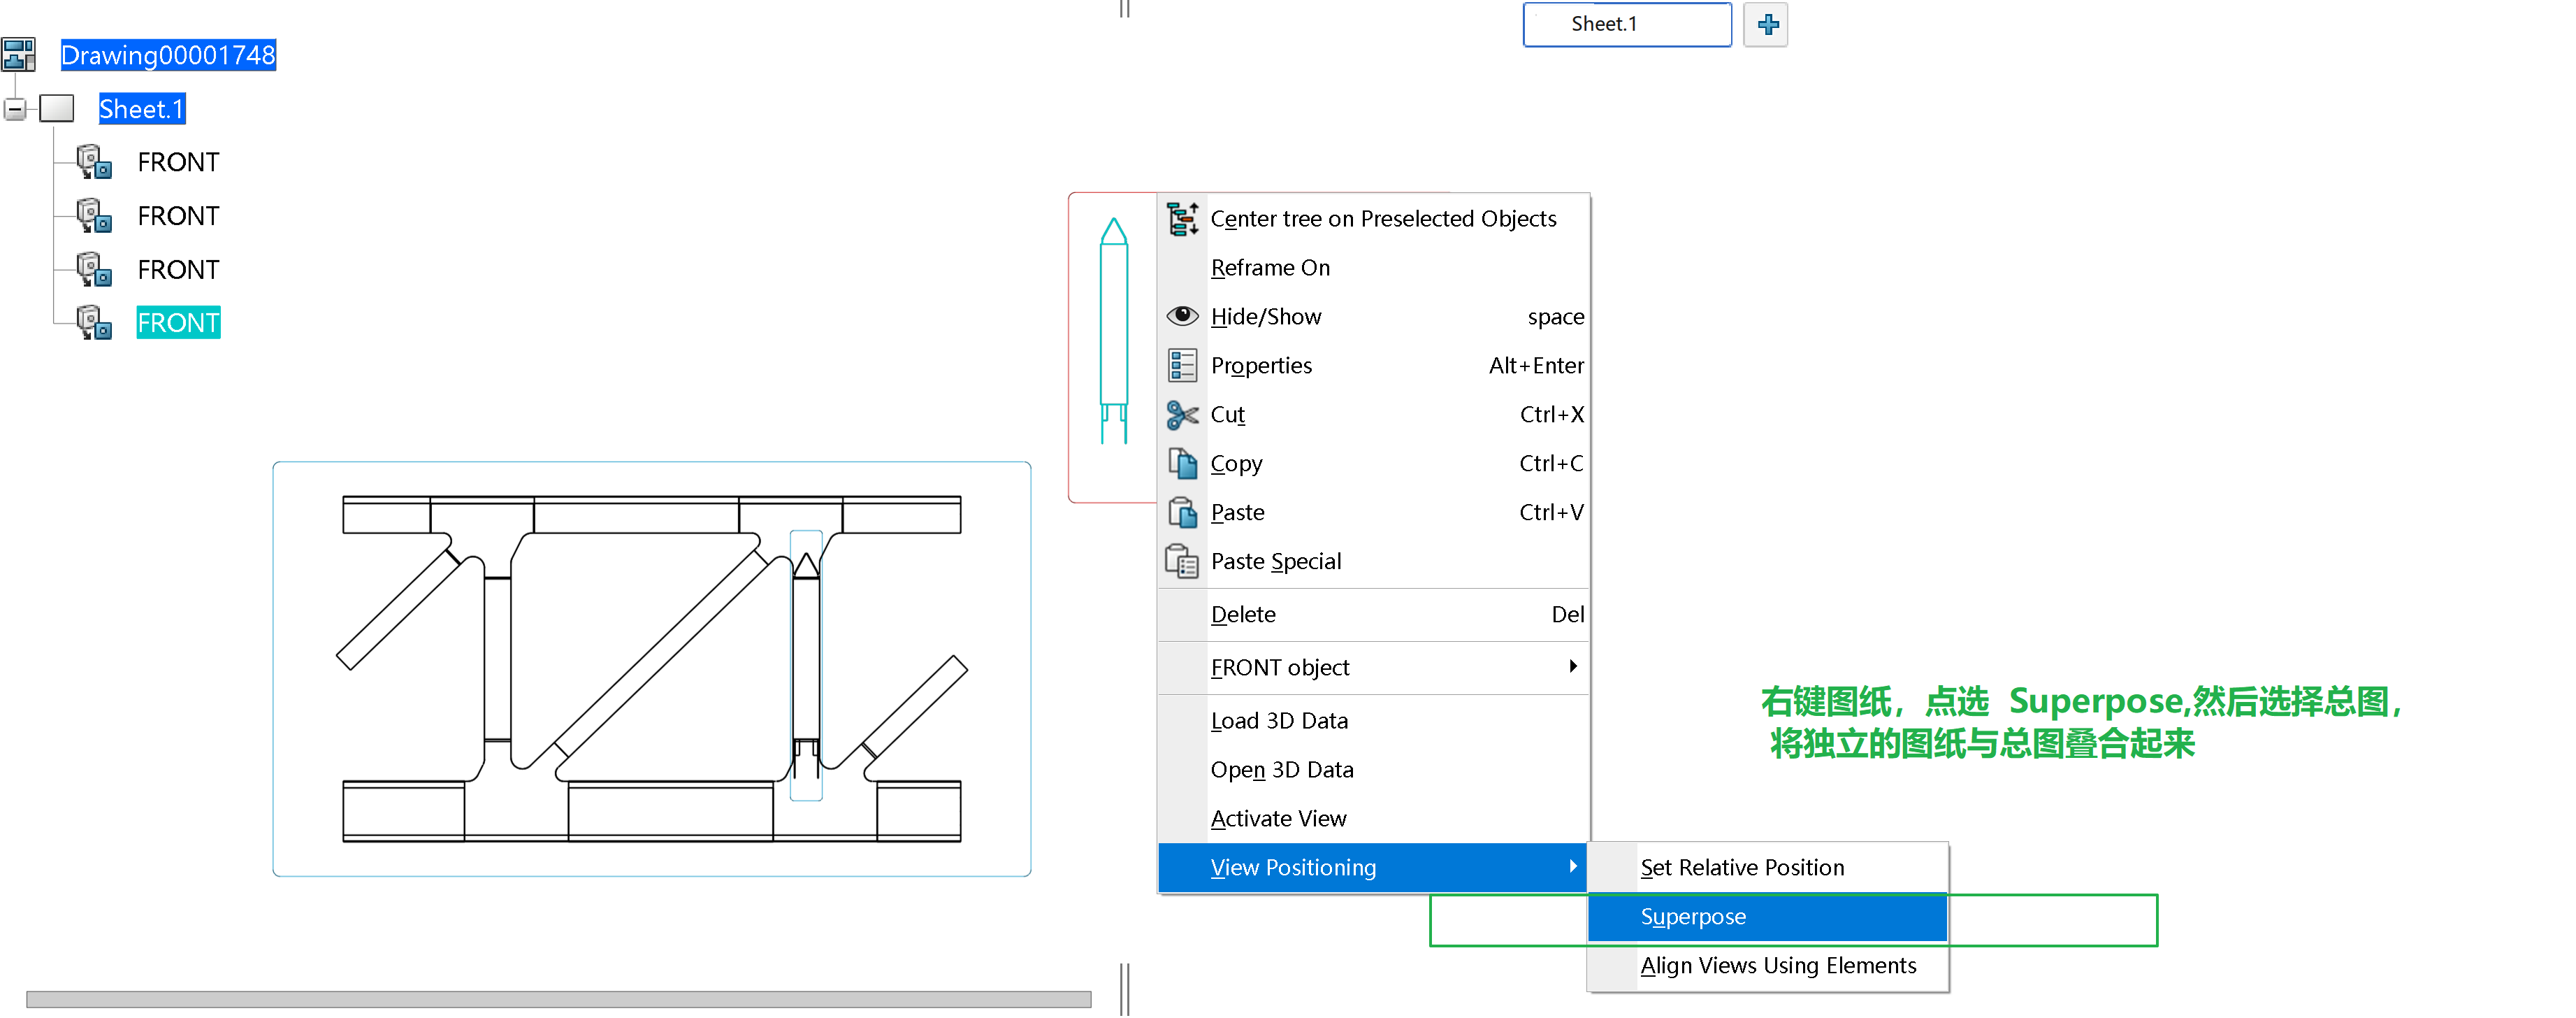 Sheet.1
Drawing00001748
Sheet.1
FRONT
FRONT
FRONT
FRONT
Center tree on Preselected Objects
Reframe On
Hide/Show space
Properties Alt+Enter
Cut Ctrl+X
Copy Ctrl+C
Paste Ctrl+V
Paste Special
Delete Del
FRONT object
Load 3D Data
Open 3D Data
Activate View
View Positioning
Set Relative Position
Superpose
Align Views Using Elements
右键图纸，点选 Superpose,然后选择总图，
将独立的图纸与总图叠合起来